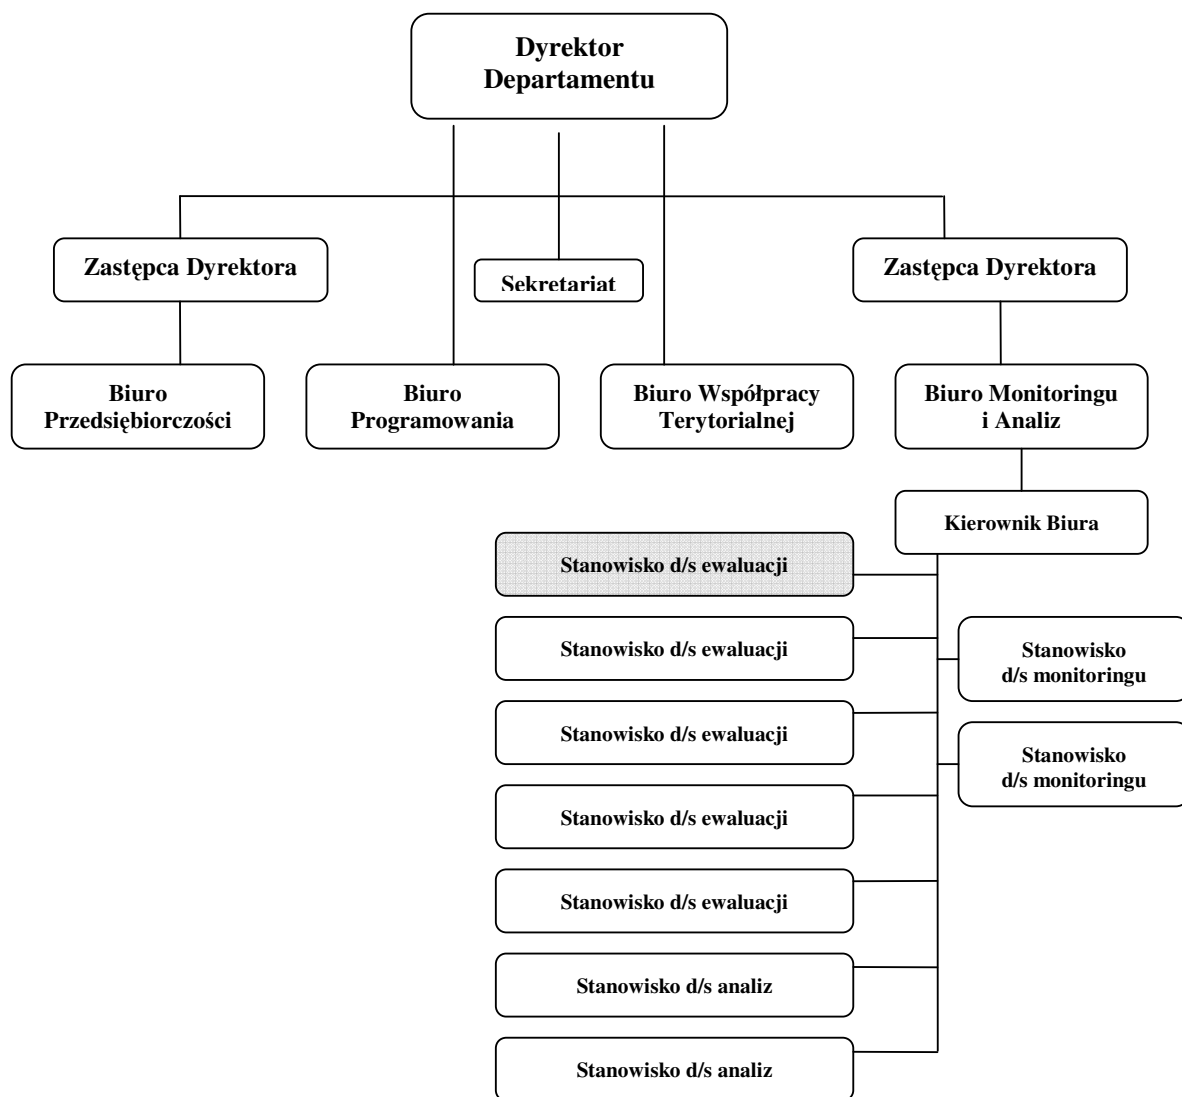 Dyrektor
Departamentu
Zastępca Dyrektora
Sekretariat
Zastępca Dyrektora
Biuro
Przedsiębiorczości
Biuro
Programowania
Biuro Współpracy
Terytorialnej
Biuro Monitoringu
i Analiz
Kierownik Biura
Stanowisko d/s ewaluacji
Stanowisko d/s ewaluacji
Stanowisko
d/s monitoringu
Stanowisko d/s ewaluacji
Stanowisko
d/s monitoringu
Stanowisko d/s ewaluacji
Stanowisko d/s ewaluacji
Stanowisko d/s analiz
Stanowisko d/s analiz